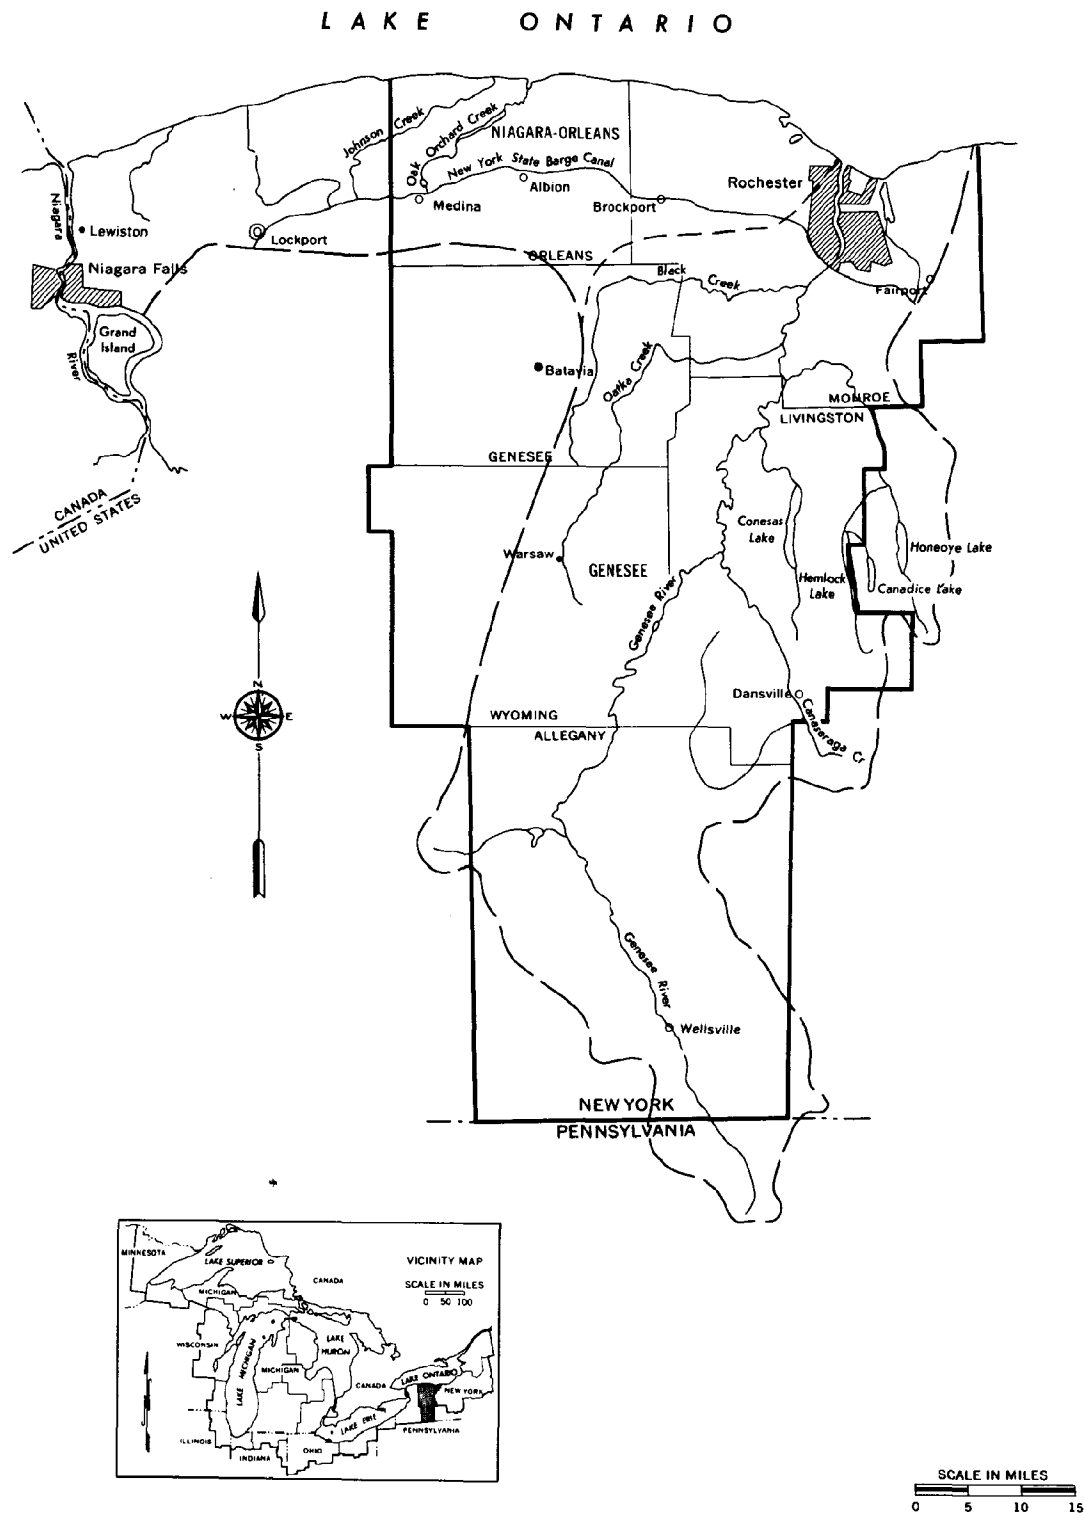 LAKE ONTARIO
Johnson Creek
Oak Orchard Creek
NIAGARA-ORLEANS
New York State Barge Canal
Albion
Medina
Brockport
Rochester
Niagara
Lewiston
Lockport
Niagara Falls
ORLEANS
Black Creek
Fairport
Grand
Island
River
Batavia
Oatka Creek
MONROE
LIVINGSTON
GENESEE
CANADA
UNITED STATES
Conesas
Lake
Honeoye Lake
Warsaw
GENESEE
Hemlock
Lake
Canadice Lake
Genesee River
N
W E
S
Dansville
Canaseraga Cr
WYOMING
ALLEGANY
Genesee River
Wellsville
NEW YORK
PENNSYLVANIA
VICINITY MAP
SCALE IN MILES
0 50 100
MINNESOTA
LAKE SUPERIOR
CANADA
MICHIGAN
WISCONSIN
LAKE MICHIGAN
LAKE
HURON
MICHIGAN
CANADA
LAKE ONTARIO
NEW YORK
LAKE ERIE
PENNSYLVANIA
ILLINOIS
INDIANA
OHIO
SCALE IN MILES
0 5 10 15